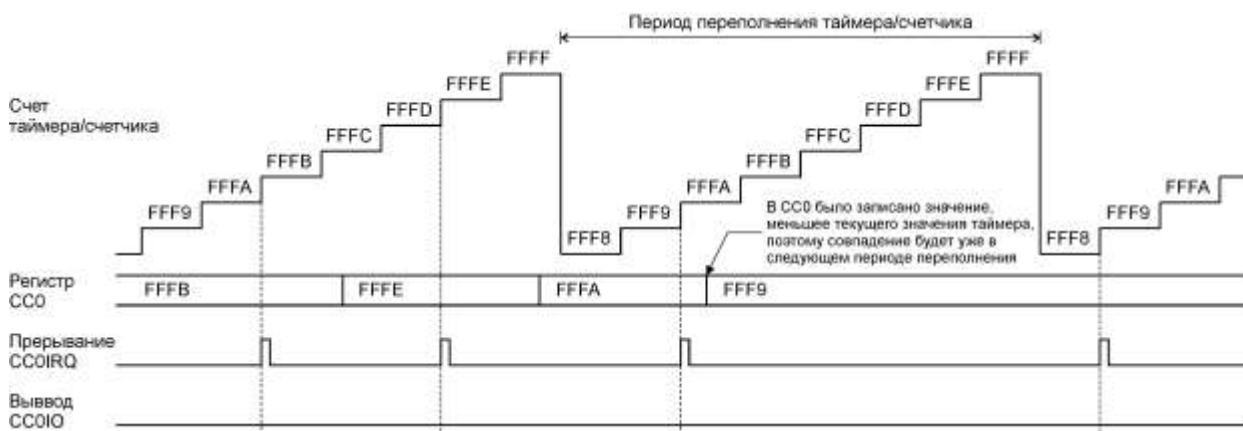 Период переполнения таймера/счетчика
FFFF
FFFF
FFFE
FFFE
Счет
таймера/счетчика
FFFD
FFFD
FFFC
FFFC
FFFB
FFFB
FFFA
FFFA
FFFA
FFF9
FFF9
FFF9
FFF8
FFF8
В CC0 было записано значение,
меньшее текущего значения таймера,
поэтому совпадение будет уже в
следующем периоде переполнения
Регистр
CC0
FFFB
FFFE
FFFA
FFF9
Прерывание
CC0IRQ
Выввод
CC0IO